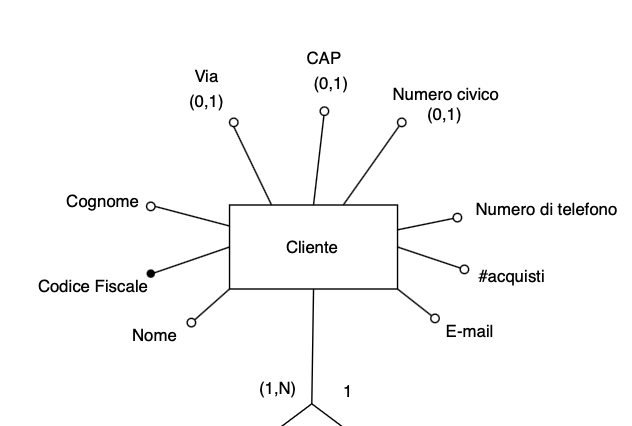 CAP
(0,1)
Via
(0,1)
Numero civico
(0,1)
Cognome
Numero di telefono
Cliente
#acquisti
Codice Fiscale
Nome
E-mail
(1,N)
1